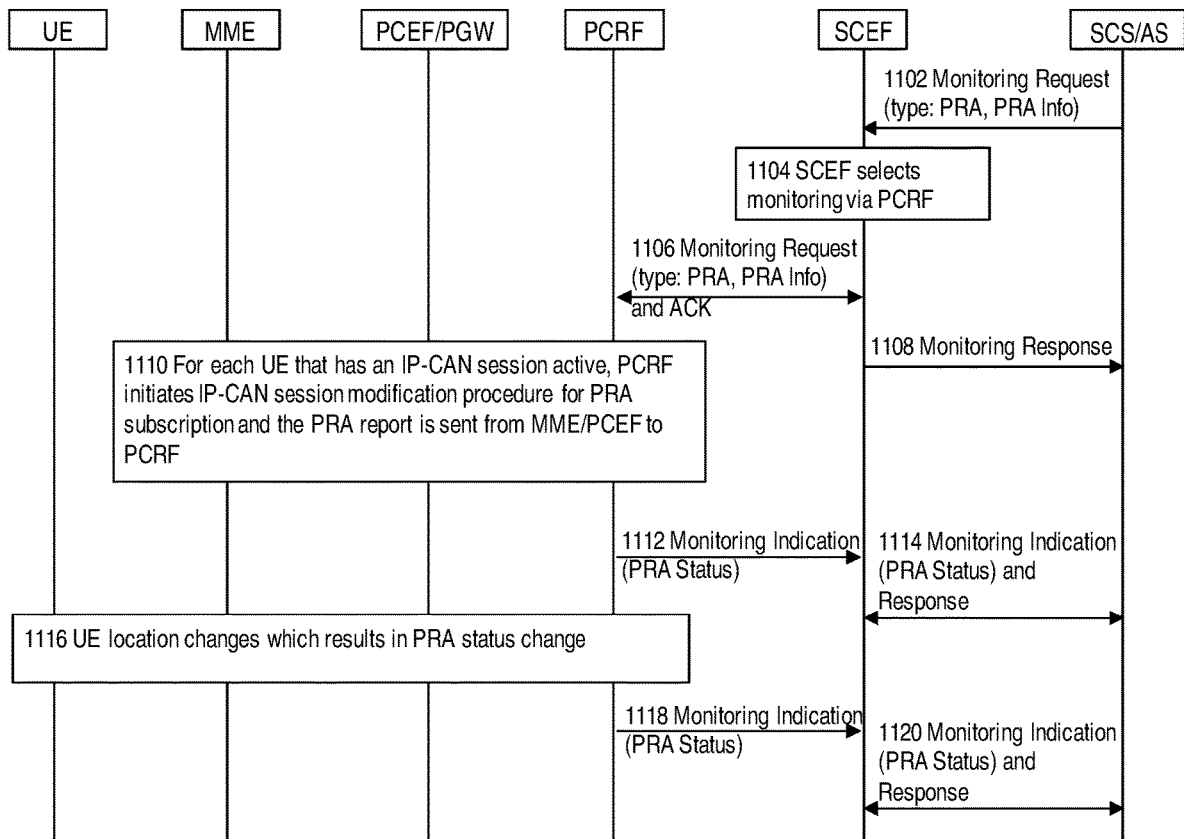 UE
MME
PCEF/PGW
PCRF
SCEF
SCS/AS
1102 Monitoring Request
(type: PRA, PRA Info)
1104 SCEF selects
monitoring via PCRF
1106 Monitoring Request
(type: PRA, PRA Info)
and ACK
1108 Monitoring Response
1110 For each UE that has an IP-CAN session active, PCRF
initiates IP-CAN session modification procedure for PRA
subscription and the PRA report is sent from MME/PCEF to
PCRF
1112 Monitoring Indication
(PRA Status)
1114 Monitoring Indication
(PRA Status) and
Response
1116 UE location changes which results in PRA status change
1118 Monitoring Indication
(PRA Status)
1120 Monitoring Indication
(PRA Status) and
Response